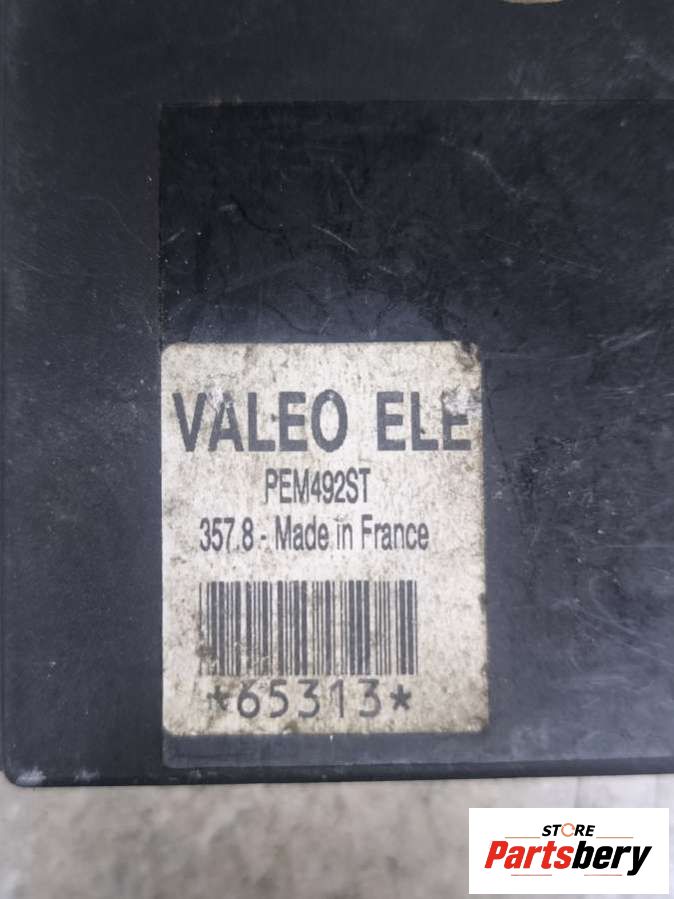 VALEO ELE
PEM492ST
357.8 - Made in France
*65313*
STORE
Partsbery